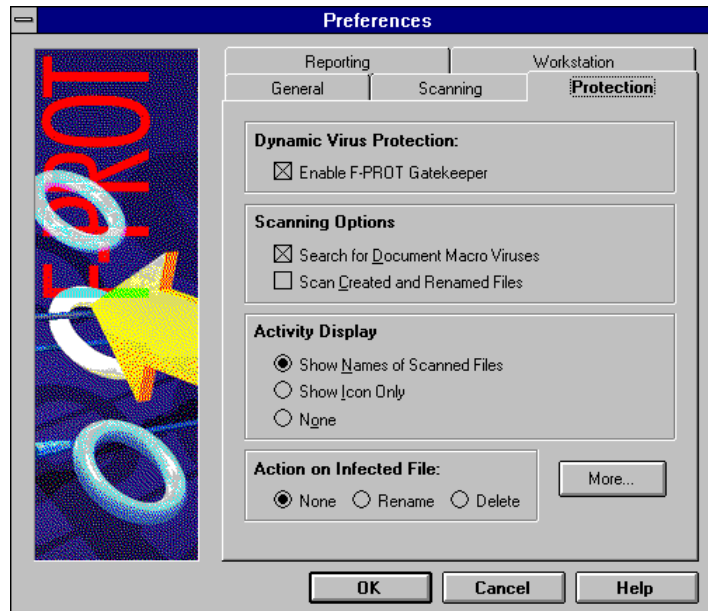 Preferences
F-PROT
Reporting
Workstation
General
Scanning
Protection
Dynamic Virus Protection:
Enable F-PROT Gatekeeper
Scanning Options
Search for Document Macro Viruses
Scan Created and Renamed Files
Activity Display
Show Names of Scanned Files
Show Icon Only
None
Action on Infected File:
None
Rename
Delete
More...
OK
Cancel
Help